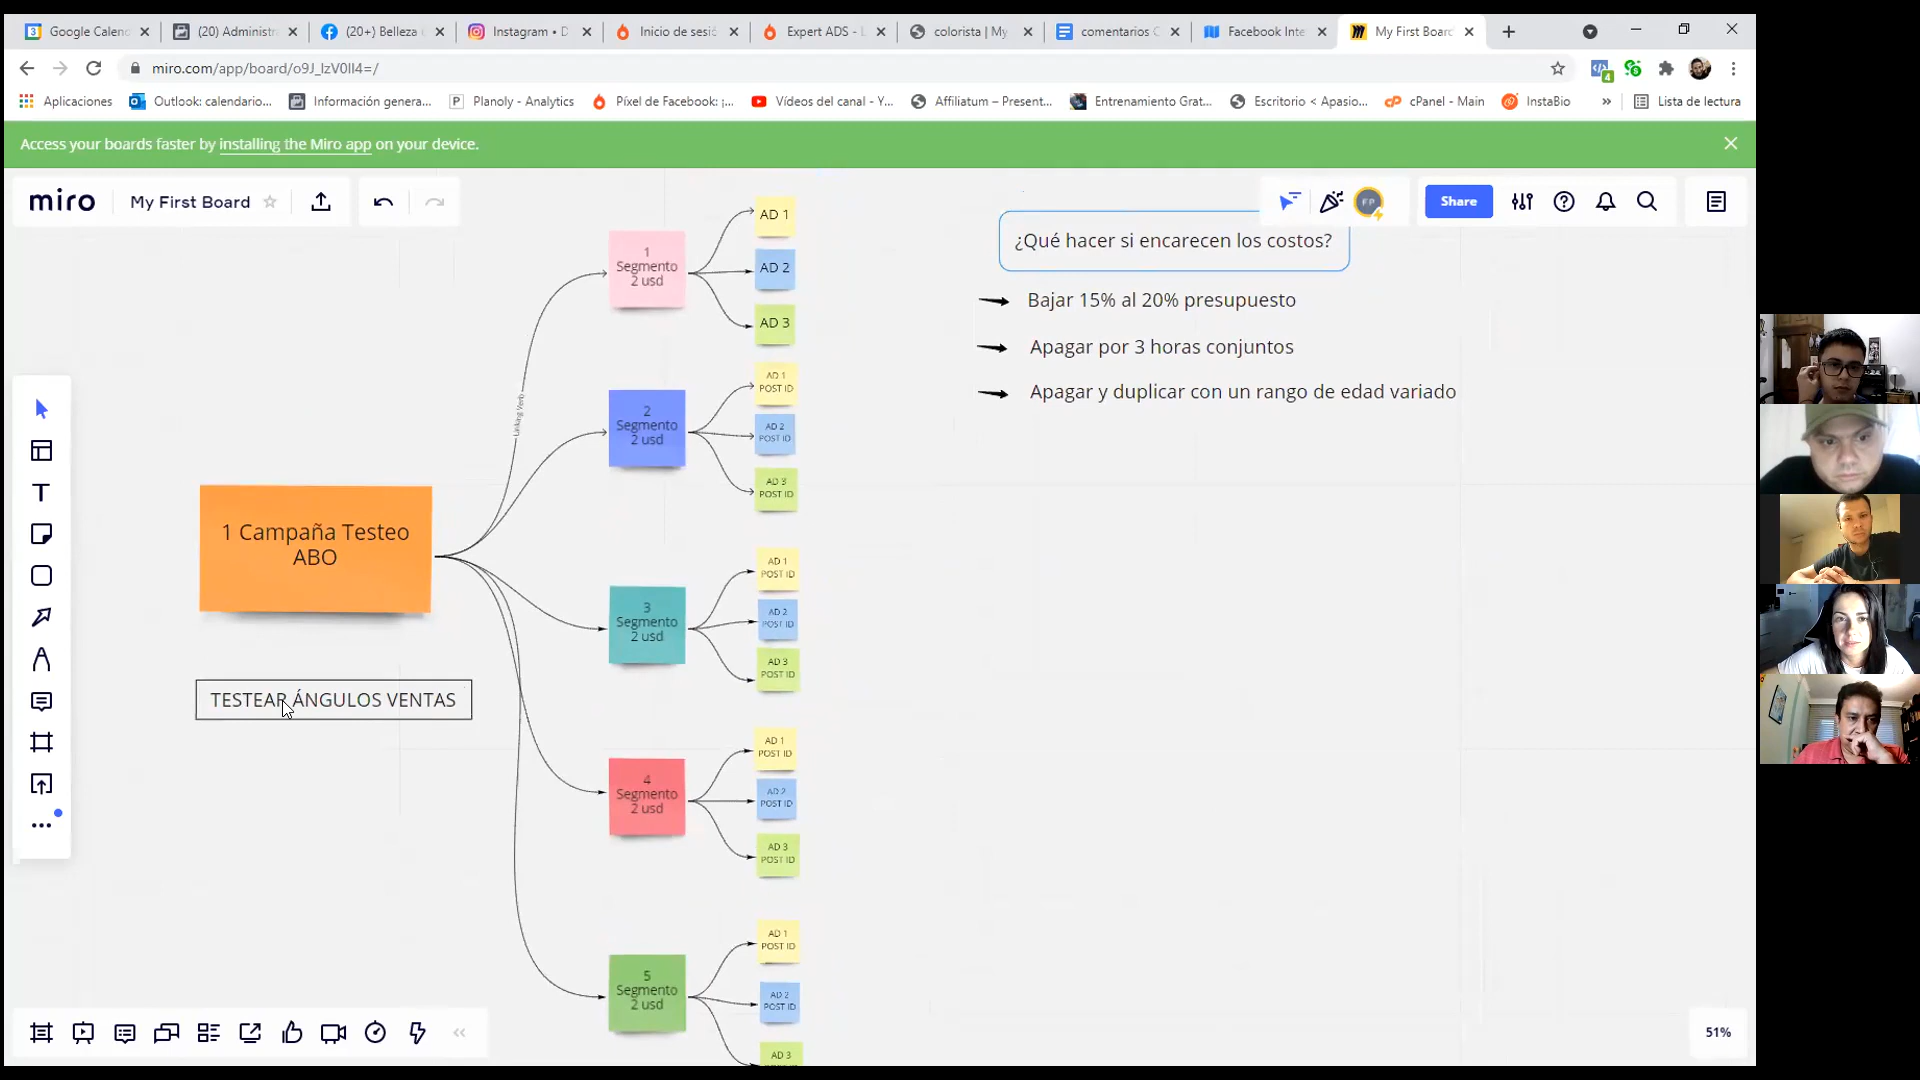 Google Calen
(20) Administra
(20+) Belleza
Instagram • D
Inicio de sesió
Expert ADS - L
colorista | My
comentarios C
Facebook Inte
My First Board
miro.com/app/board/o9J_lzV0lI4=/
Aplicaciones
Outlook: calendario...
Información genera...
Planoly - Analytics
Píxel de Facebook: ¡...
Vídeos del canal - Y...
Affiliatum – Present...
Entrenamiento Grat...
Escritorio < Apasio...
cPanel - Main
InstaBio
»
Lista de lectura
Access your boards faster by installing the Miro app on your device.
miro
My First Board
EP
Share
1
Segmento
2 usd
AD 1
AD 2
AD 3
¿Qué hacer si encarecen los costos?
Bajar 15% al 20% presupuesto
Apagar por 3 horas conjuntos
Apagar y duplicar con un rango de edad variado
2
Segmento
2 usd
AD 1
POST ID
AD 2
POST ID
AD 3
POST ID
1 Campaña Testeo
ABO
TESTEAR ÁNGULOS VENTAS
3
Segmento
2 usd
AD 1
POST ID
AD 2
POST ID
AD 3
POST ID
4
Segmento
2 usd
AD 1
POST ID
AD 2
POST ID
AD 3
POST ID
5
Segmento
2 usd
AD 1
POST ID
AD 2
POST ID
AD 3
51%